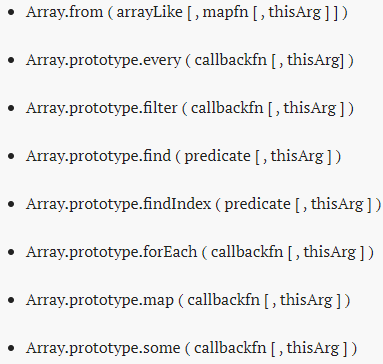 • Array.from ( arrayLike [ , mapfn [ , thisArg ] ] )
• Array.prototype.every ( callbackfn [ , thisArg] )
• Array.prototype.filter ( callbackfn [ , thisArg ] )
• Array.prototype.find ( predicate [ , thisArg ] )
• Array.prototype.findIndex ( predicate [ , thisArg ] )
• Array.prototype.forEach ( callbackfn [ , thisArg ] )
• Array.prototype.map ( callbackfn [ , thisArg ] )
• Array.prototype.some ( callbackfn [ , thisArg ] )